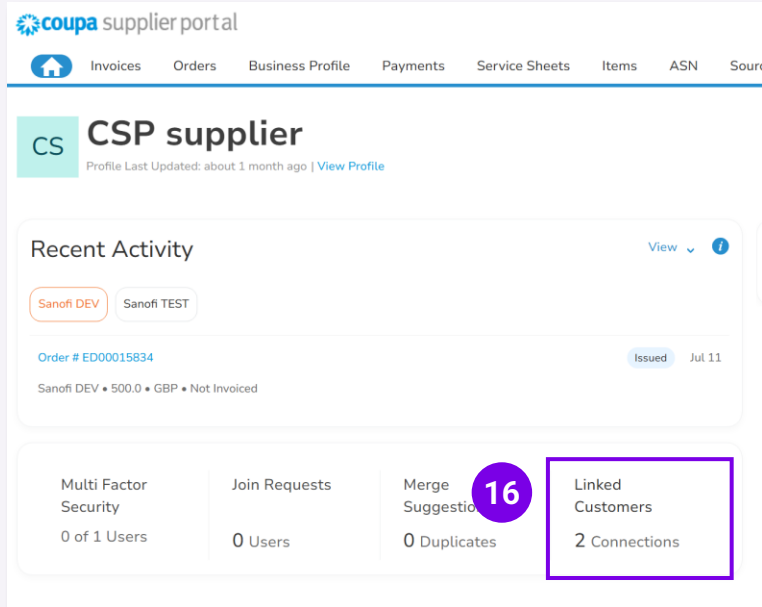 coupa supplier portal
Invoices Orders Business Profile Payments Service Sheets Items ASN
CS
CSP supplier
Profile Last Updated: about 1 month ago | View Profile
Recent Activity
View
i
Sanofi DEV Sanofi TEST
Order # ED00015834
Issued Jul 11
Sanofi DEV • 500.0 • GBP • Not Invoiced
Multi Factor
Security
0 of 1 Users
Join Requests
0 Users
Merge
0 Duplicates
16
Linked
Customers
2 Connections